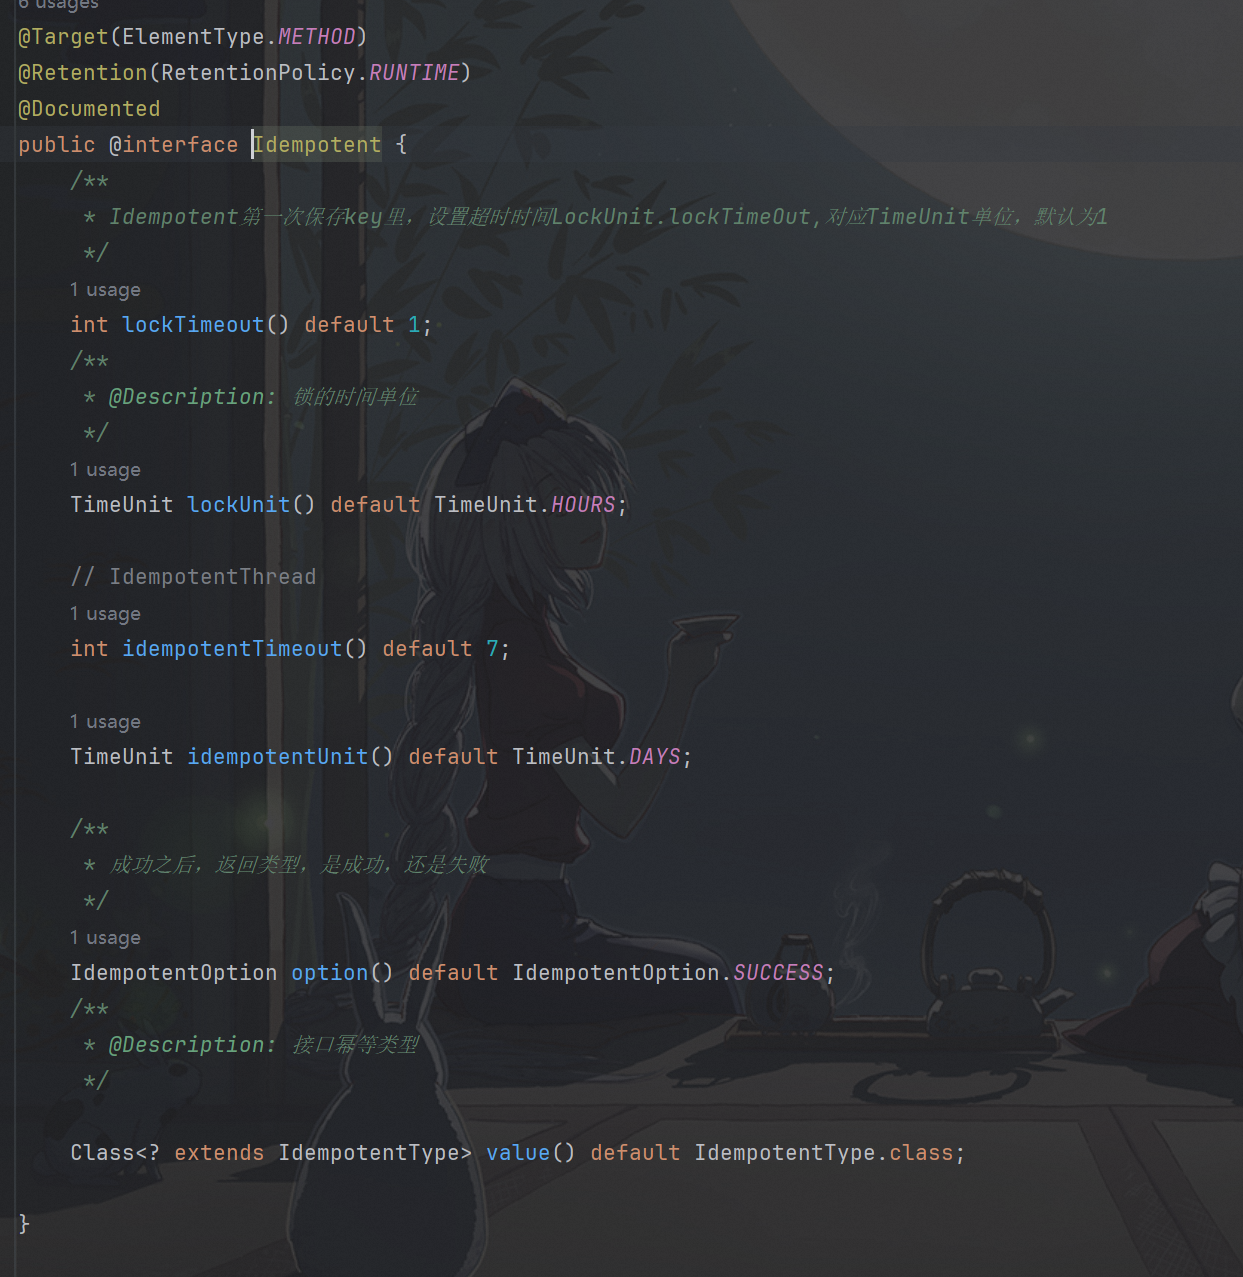 6 usages
@Target(ElementType.METHOD)
@Retention(RetentionPolicy.RUNTIME)
@Documented
public @interface Idempotent {
/**
* Idempotent第一次保存key里，设置超时时间LockUnit.lockTimeOut,对应TimeUnit单位，默认为1
*/
1 usage
int lockTimeout() default 1;
/**
* @Description: 锁的时间单位
*/
1 usage
TimeUnit lockUnit() default TimeUnit.HOURS;
// IdempotentThread
1 usage
int idempotentTimeout() default 7;
1 usage
TimeUnit idempotentUnit() default TimeUnit.DAYS;
/**
* 成功之后，返回类型，是成功，还是失败
*/
1 usage
IdempotentOption option() default IdempotentOption.SUCCESS;
/**
* @Description: 接口幂等类型
*/
Class<? extends IdempotentType> value() default IdempotentType.class;
}